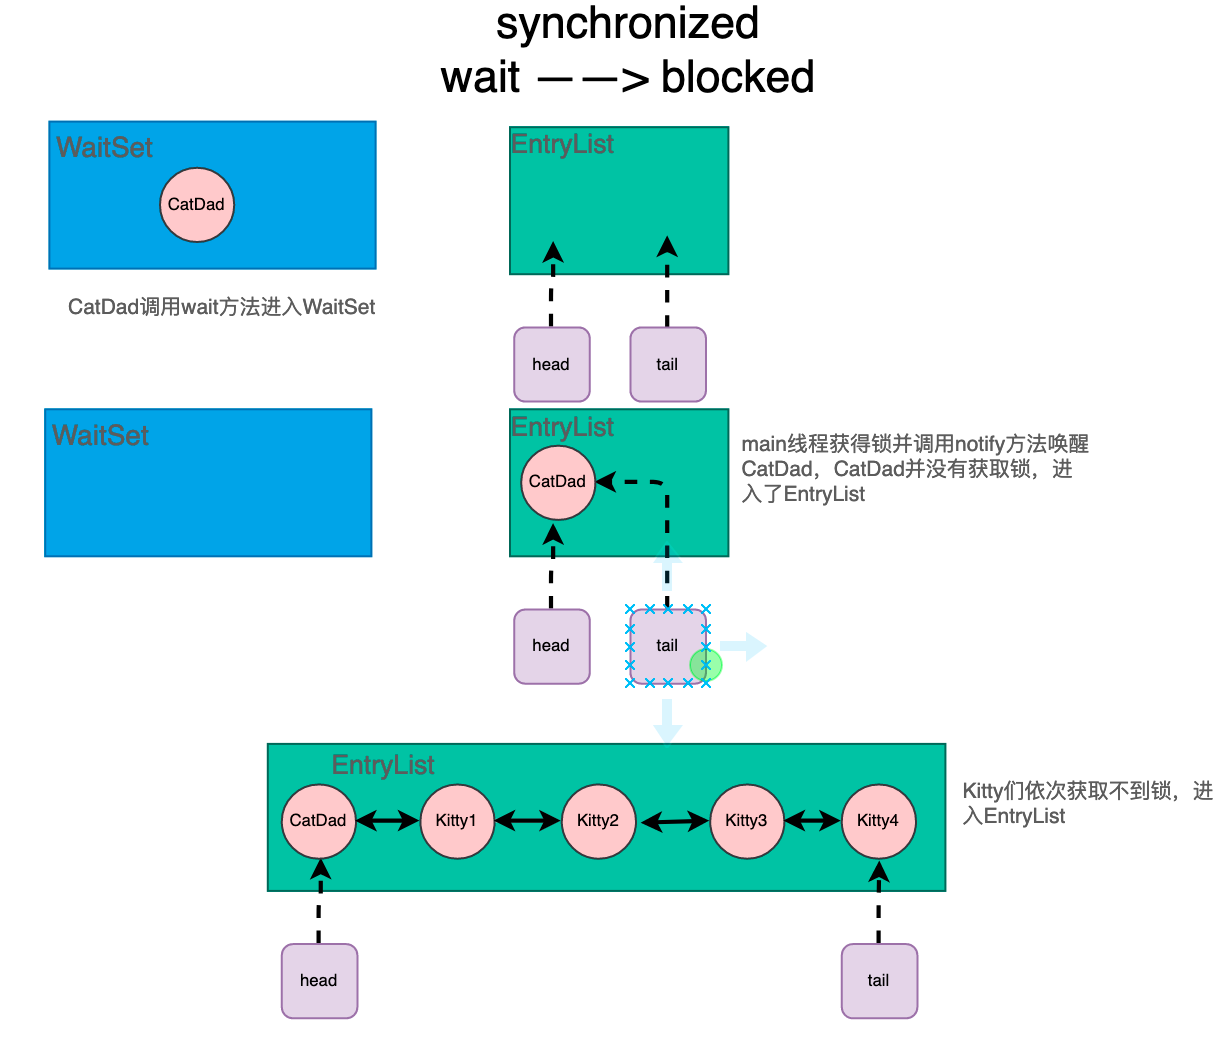 synchronized
wait ——> blocked
WaitSet
EntryList
CatDad
CatDad调用wait方法进入WaitSet
head
tail
WaitSet
EntryList
main线程获得锁并调用notify方法唤醒
CatDad，CatDad并没有获取锁，进
入了EntryList
CatDad
head
tail
EntryList
Kitty们依次获取不到锁，进
入EntryList
CatDad
Kitty1
Kitty2
Kitty3
Kitty4
head
tail